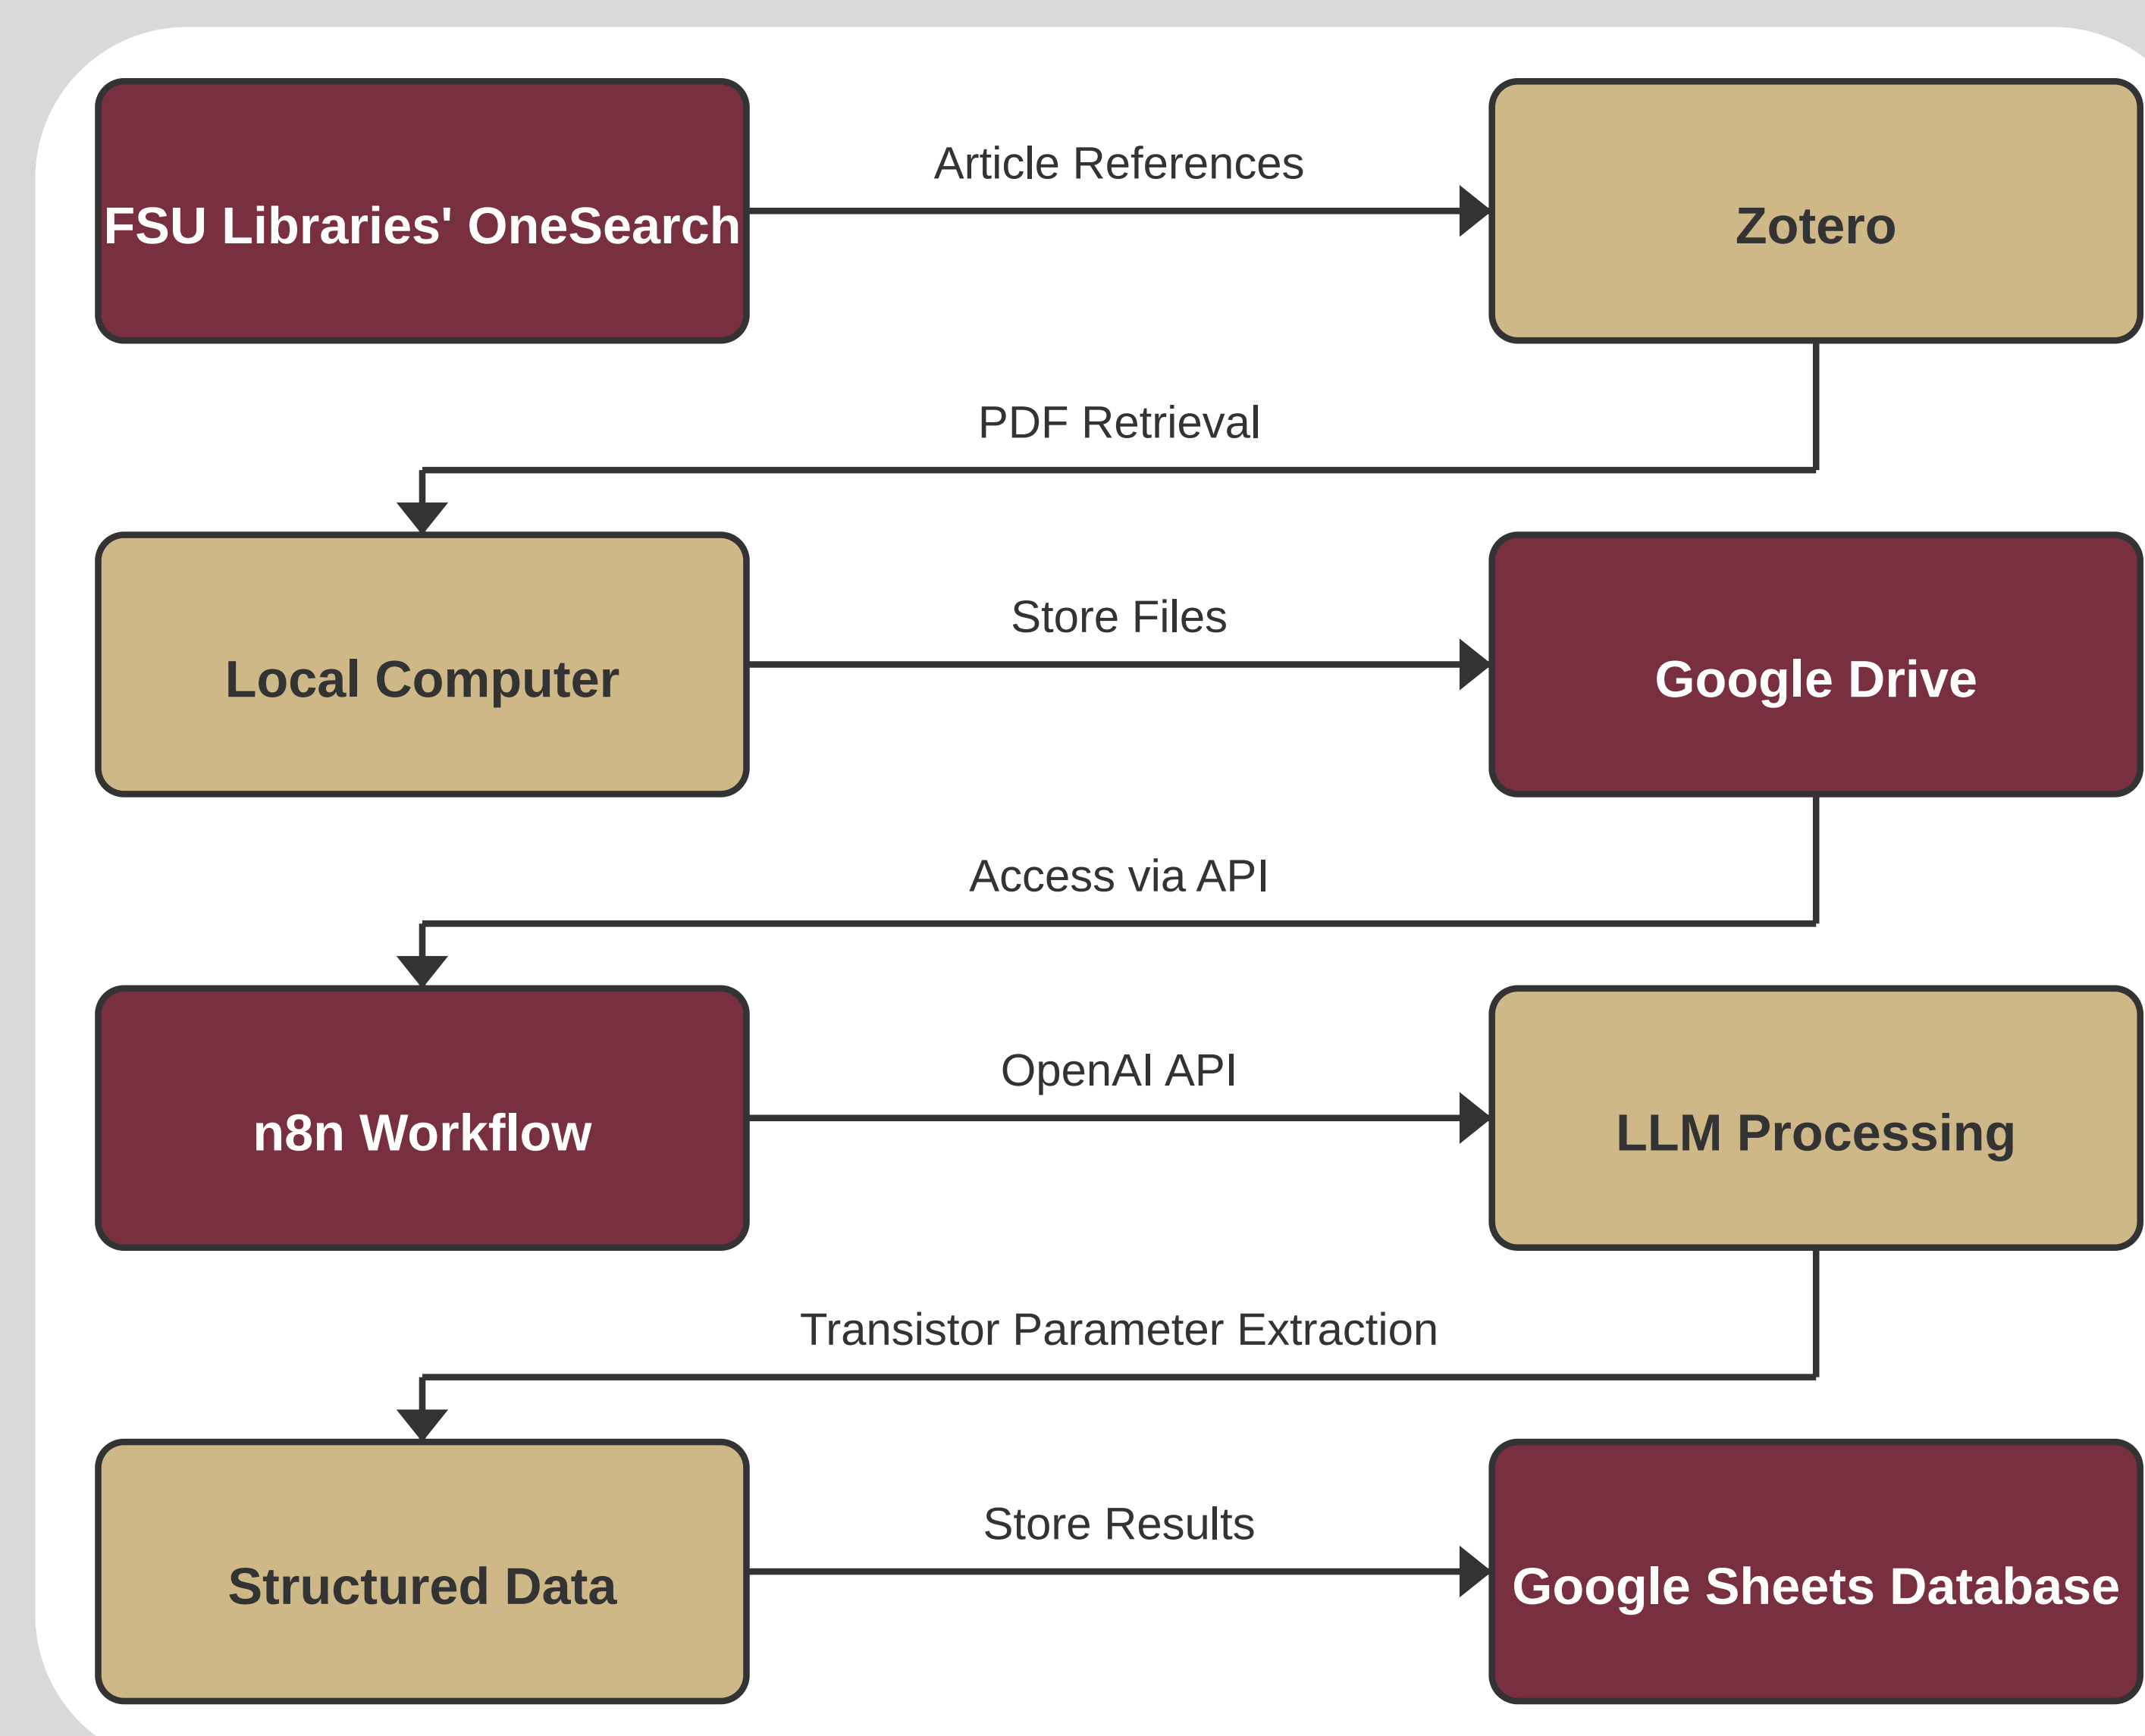 FSU Libraries' OneSearch
Article References
Zotero
PDF Retrieval
Local Computer
Store Files
Google Drive
Access via API
n8n Workflow
OpenAI API
LLM Processing
Transistor Parameter Extraction
Structured Data
Store Results
Google Sheets Database